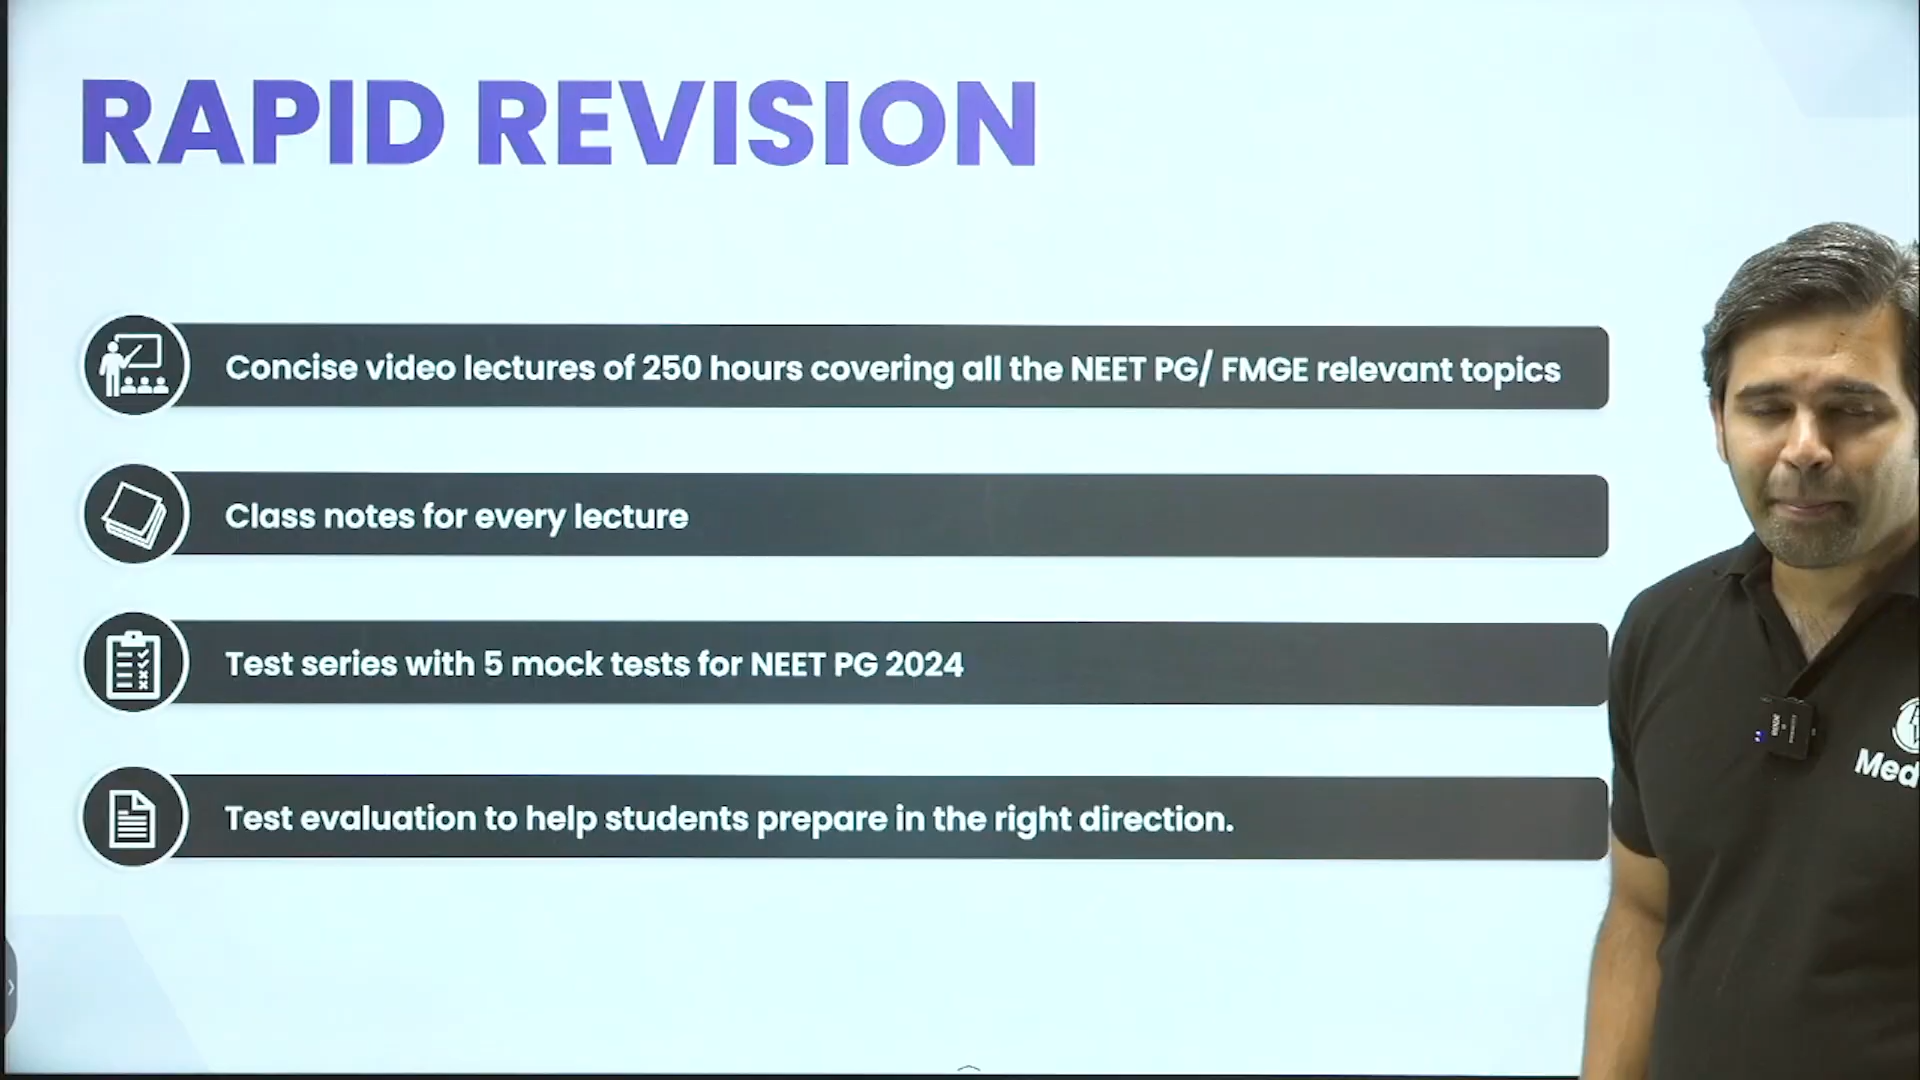 RAPID REVISION
Concise video lectures of 250 hours covering all the NEET PG/ FMGE relevant topics
Class notes for every lecture
Test series with 5 mock tests for NEET PG 2024
Test evaluation to help students prepare in the right direction.
Med